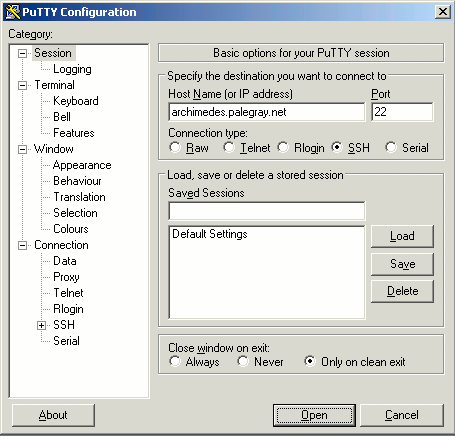 PuTTY Configuration
Category:
Session
Logging
Terminal
Keyboard
Bell
Features
Window
Appearance
Behaviour
Translation
Selection
Colours
Connection
Data
Proxy
Telnet
Rlogin
SSH
Serial
Basic options for your PuTTY session
Specify the destination you want to connect to
Host Name (or IP address) Port
archimedes.palegray.net 22
Connection type:
Raw Telnet Rlogin SSH Serial
Load, save or delete a stored session
Saved Sessions
Default Settings
Load
Save
Delete
Close window on exit:
Always Never Only on clean exit
About Open Cancel